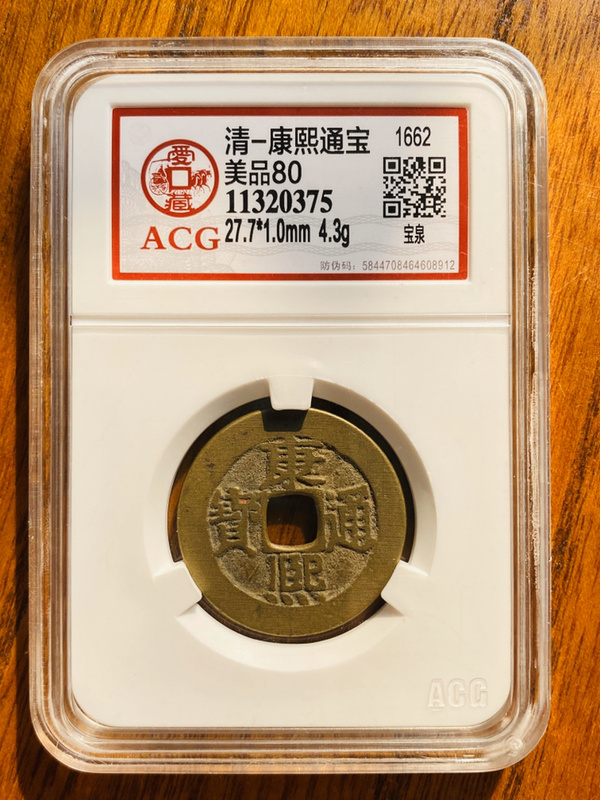 清-康熙通宝
1662
美品80
11320375
27.7*1.0mm 4.3g
宝泉
防伪码: 5844708464608912
愛
藏
ACG
康
寶 通
熙
ACG